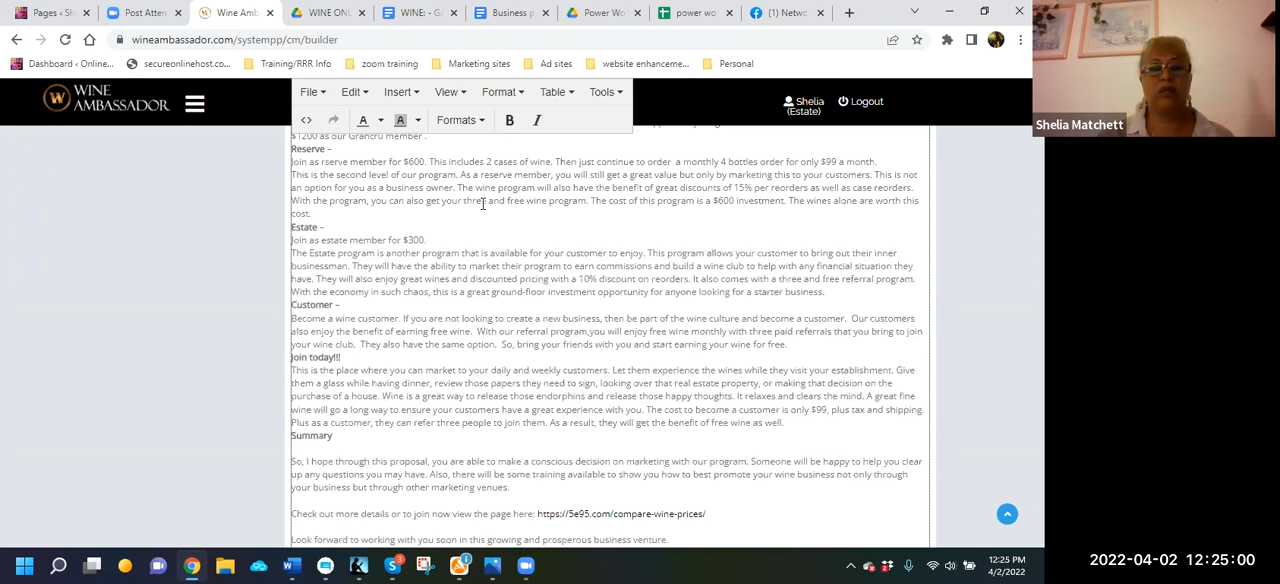 Pages ‹ S
Post Atten
Wine Amb
WINE ONL
WINE: - Go
Business p
Power Wo
power wo
(1) Netwo
wineambassador.com/systempp/cm/builder
Dashboard ‹ Online...
secureonlinehost.co...
Training/RRR Info
zoom training
Marketing sites
Ad sites
website enhanceme...
Personal
WINE
AMBASSADOR
File
Edit
Insert
View
Format
Table
Tools
Shelia
(Estate)
Logout
A
A
Formats
B
I
$1200 as our Grancru member .
Reserve –
Join as rserve member for $600. This includes 2 cases of wine. Then just continue to order a monthly 4 bottles order for only $99 a month.
This is the second level of our program. As a reserve member, you will still get a great value but only by marketing this to your customers. This is not
an option for you as a business owner. The wine program will also have the benefit of great discounts of 15% per reorders as well as case reorders.
With the program, you can also get your three and free wine program. The cost of this program is a $600 investment. The wines alone are worth this
cost.
Estate –
Join as estate member for $300.
The Estate program is another program that is available for your customer to enjoy. This program allows your customer to bring out their inner
businessman. They will have the ability to market their program to earn commissions and build a wine club to help with any financial situation they
have. They will also enjoy great wines and discounted pricing with a 10% discount on reorders. It also comes with a three and free referral program.
With the economy in such chaos, this is a great ground-floor investment opportunity for anyone looking for a starter business.
Customer –
Become a wine customer. If you are not looking to create a new business, then be part of the wine culture and become a customer. Our customers
also enjoy the benefit of earning free wine. With our referral program,you will enjoy free wine monthly with three paid referrals that you bring to join
your wine club. They also have the same option. So, bring your friends with you and start earning your wine for free.
Join today!!!
This is the place where you can market to your daily and weekly customers. Let them experience the wines while they visit your establishment. Give
them a glass while having dinner, review those papers they need to sign, looking over that real estate property, or making that decision on the
purchase of a house. Wine is a great way to release those endorphins and release those happy thoughts. It relaxes and clears the mind. A great fine
wine will go a long way to ensure your customers have a great experience with you. The cost to become a customer is only $99, plus tax and shipping.
Plus as a customer, they can refer three people to join them. As a result, they will get the benefit of free wine as well.
Summary
So, I hope through this proposal, you are able to make a conscious decision on marketing with our program. Someone will be happy to help you clear
up any questions you may have. Also, there will be some training available to show you how to best promote your wine business not only through
your business but through other marketing venues.
Check out more details or to join now view the page here: https://5e95.com/compare-wine-prices/
Look forward to working with you soon in this growing and prosperous business venture.
Shelia Matchett
12:25 PM
4/2/2022
2022-04-02 12:25:00